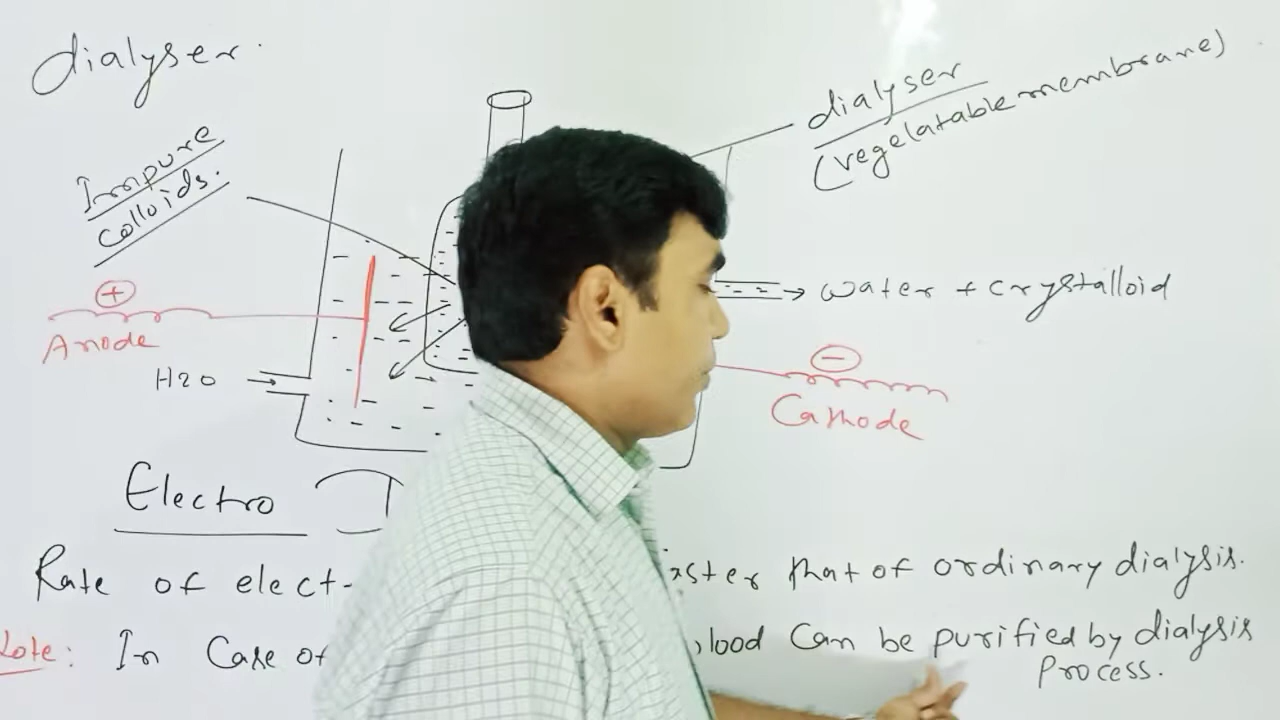 dialyser
dialyser
(vegelatable membrane)
Impure
colloids.
+
Anode
water + crystalloid
H2O
−
Cathode
Electro D
Rate of elect- aster that of ordinary dialysis.
Note: In Case of lood Can be purified by dialysis
Process.